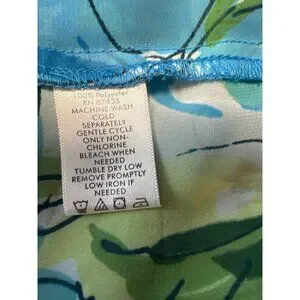 100% Polyester
RN 87935
MACHINE WASH
COLD
SEPARATELY
GENTLE CYCLE
ONLY NON-
CHLORINE
BLEACH WHEN
NEEDED
TUMBLE DRY LOW
REMOVE PROMPTLY
LOW IRON IF
NEEDED